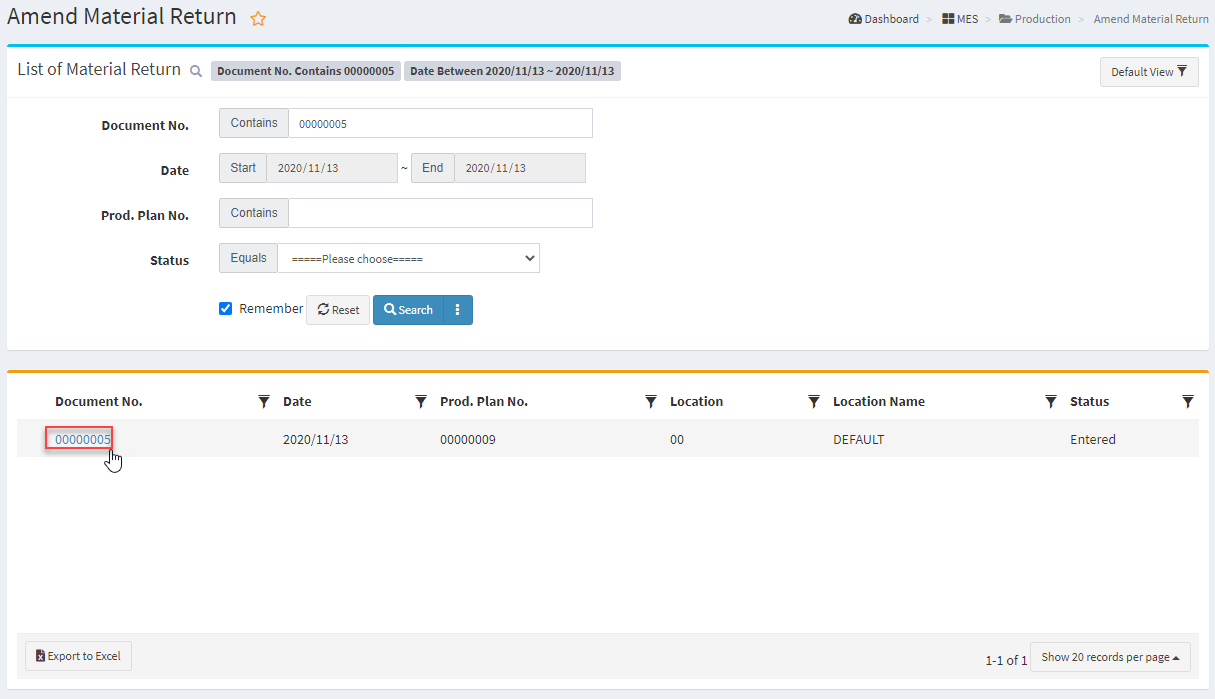 Amend Material Return
Dashboard > MES > Production > Amend Material Return
List of Material Return Document No. Contains 00000005 Date Between 2020/11/13 ~ 2020/11/13 Default View
Document No. Contains 00000005
Date Start 2020/11/13 ~ End 2020/11/13
Prod. Plan No. Contains
Status Equals =====Please choose=====
Remember Reset Search
Document No. Date Prod. Plan No. Location Location Name Status
00000005 2020/11/13 00000009 00 DEFAULT Entered
Export to Excel 1-1 of 1 Show 20 records per page